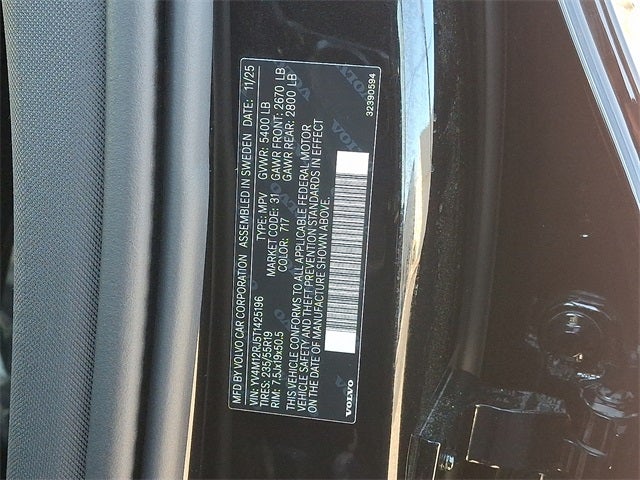 MFD BY VOLVO CAR CORPORATION ASSEMBLED IN SWEDEN DATE: 11/25
VIN: YV4M12RJ5T1425196 TYPE: MPV GVWR: 5400 LB
TIRES: 235/55R19 MARKET CODE: 31 GAWR FRONT: 2670 LB
RIM: 7.5Jx19x50.5 COLOR: 717 GAWR REAR: 2800 LB
THIS VEHICLE CONFORMS TO ALL APPLICABLE FEDERAL MOTOR
VEHICLE SAFETY AND THEFT PREVENTION STANDARDS IN EFFECT
ON THE DATE OF MANUFACTURE SHOWN ABOVE.
VOLVO 32390594